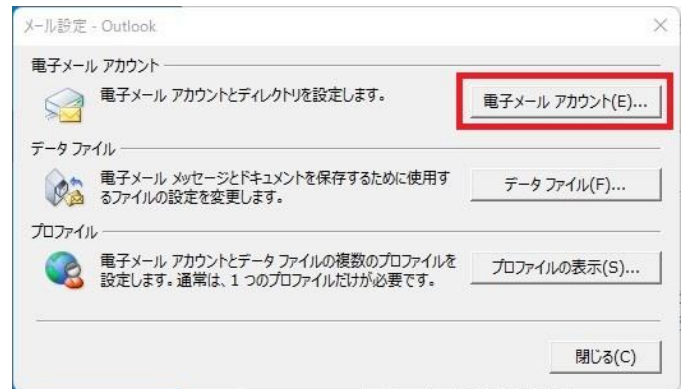 メール設定 - Outlook
電子メール アカウント
電子メール アカウントとディレクトリを設定します。
電子メール アカウント(E)...
データ ファイル
電子メール メッセージとドキュメントを保存するために使用す
るファイルの設定を変更します。
データ ファイル(F)...
プロファイル
電子メール アカウントとデータ ファイルの複数のプロファイルを
設定します。通常は、1 つのプロファイルだけが必要です。
プロファイルの表示(S)...
閉じる(C)